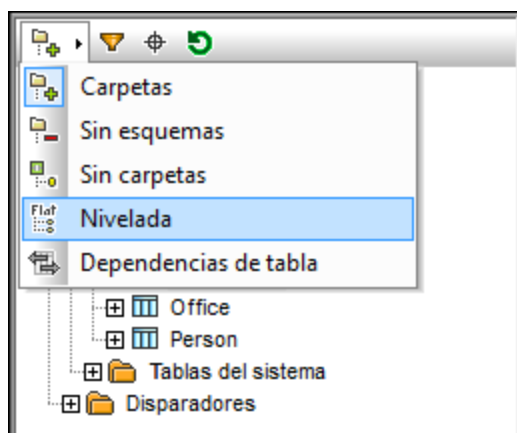 Carpetas
Sin esquemas
Sin carpetas
Flat
Nivelada
Dependencias de tabla
Office
Person
Tablas del sistema
Disparadores